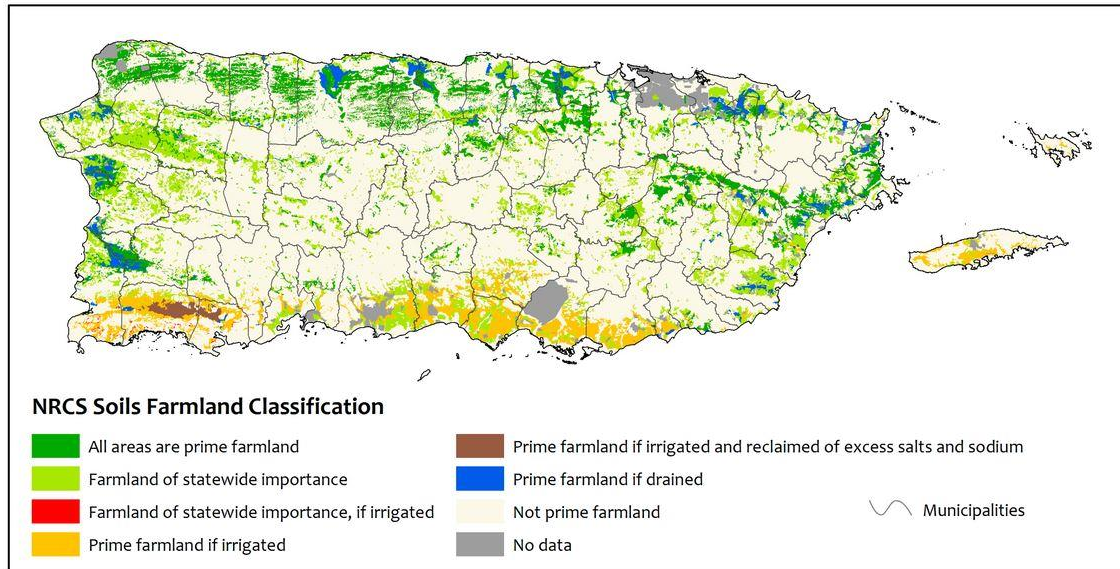 NRCS Soils Farmland Classification
All areas are prime farmland
Farmland of statewide importance
Farmland of statewide importance, if irrigated
Prime farmland if irrigated
Prime farmland if irrigated and reclaimed of excess salts and sodium
Prime farmland if drained
Not prime farmland
No data
Municipalities